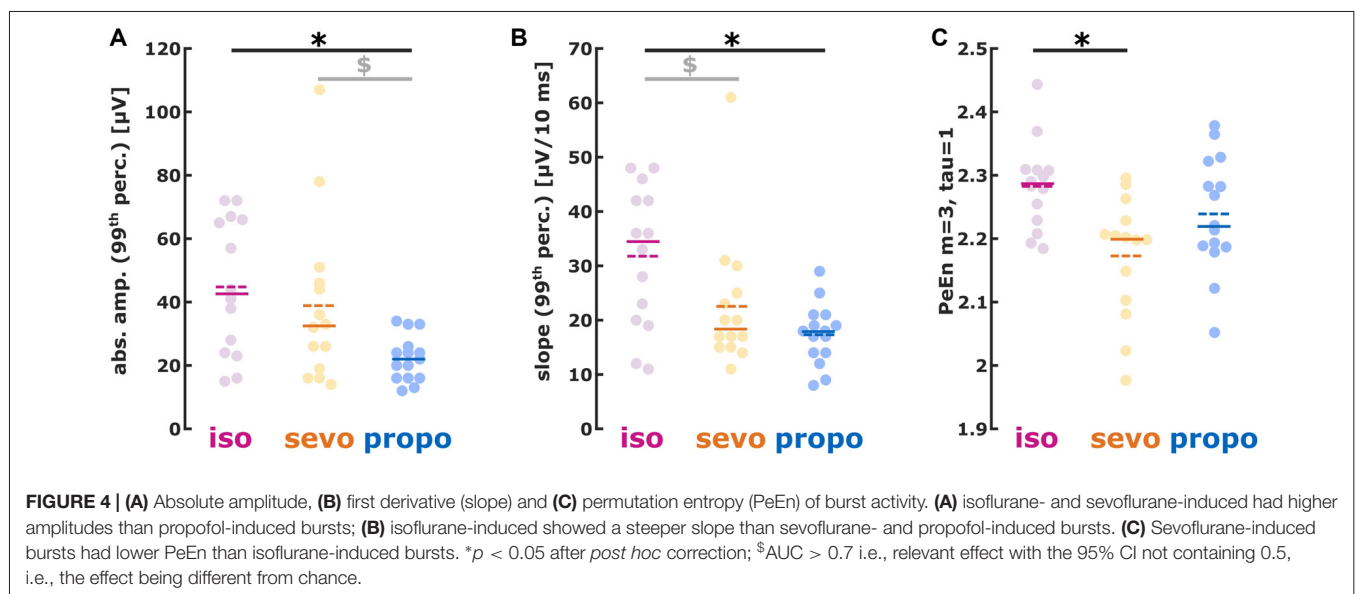 A
*
$
abs. amp. (99th perc.) [µV]
120
100
80
60
40
20
0
iso sevo propo
B
*
$
slope (99th perc.) [µV/10 ms]
70
60
50
40
30
20
10
0
iso sevo propo
C
*
PeEn m=3, tau=1
2.5
2.4
2.3
2.2
2.1
2
1.9
iso sevo propo
FIGURE 4 | (A) Absolute amplitude, (B) first derivative (slope) and (C) permutation entropy (PeEn) of burst activity. (A) isoflurane- and sevoflurane-induced had higher
amplitudes than propofol-induced bursts; (B) isoflurane-induced showed a steeper slope than sevoflurane- and propofol-induced bursts. (C) Sevoflurane-induced
bursts had lower PeEn than isoflurane-induced bursts. *p < 0.05 after post hoc correction; $AUC > 0.7 i.e., relevant effect with the 95% CI not containing 0.5,
i.e., the effect being different from chance.